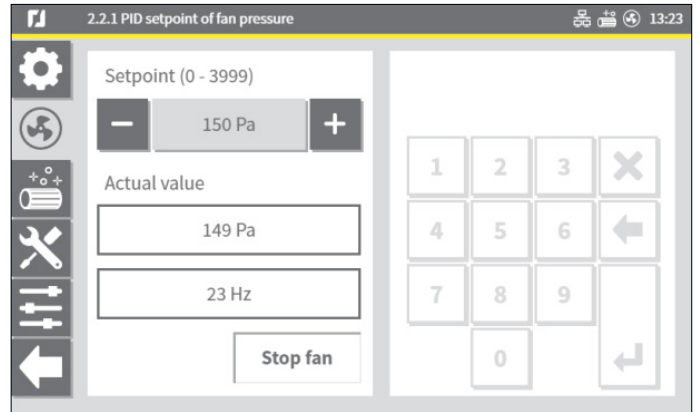 2.2.1 PID setpoint of fan pressure
13:23
Setpoint (0 - 3999)
150 Pa
Actual value
149 Pa
23 Hz
Stop fan
1 2 3
4 5 6
7 8 9
0